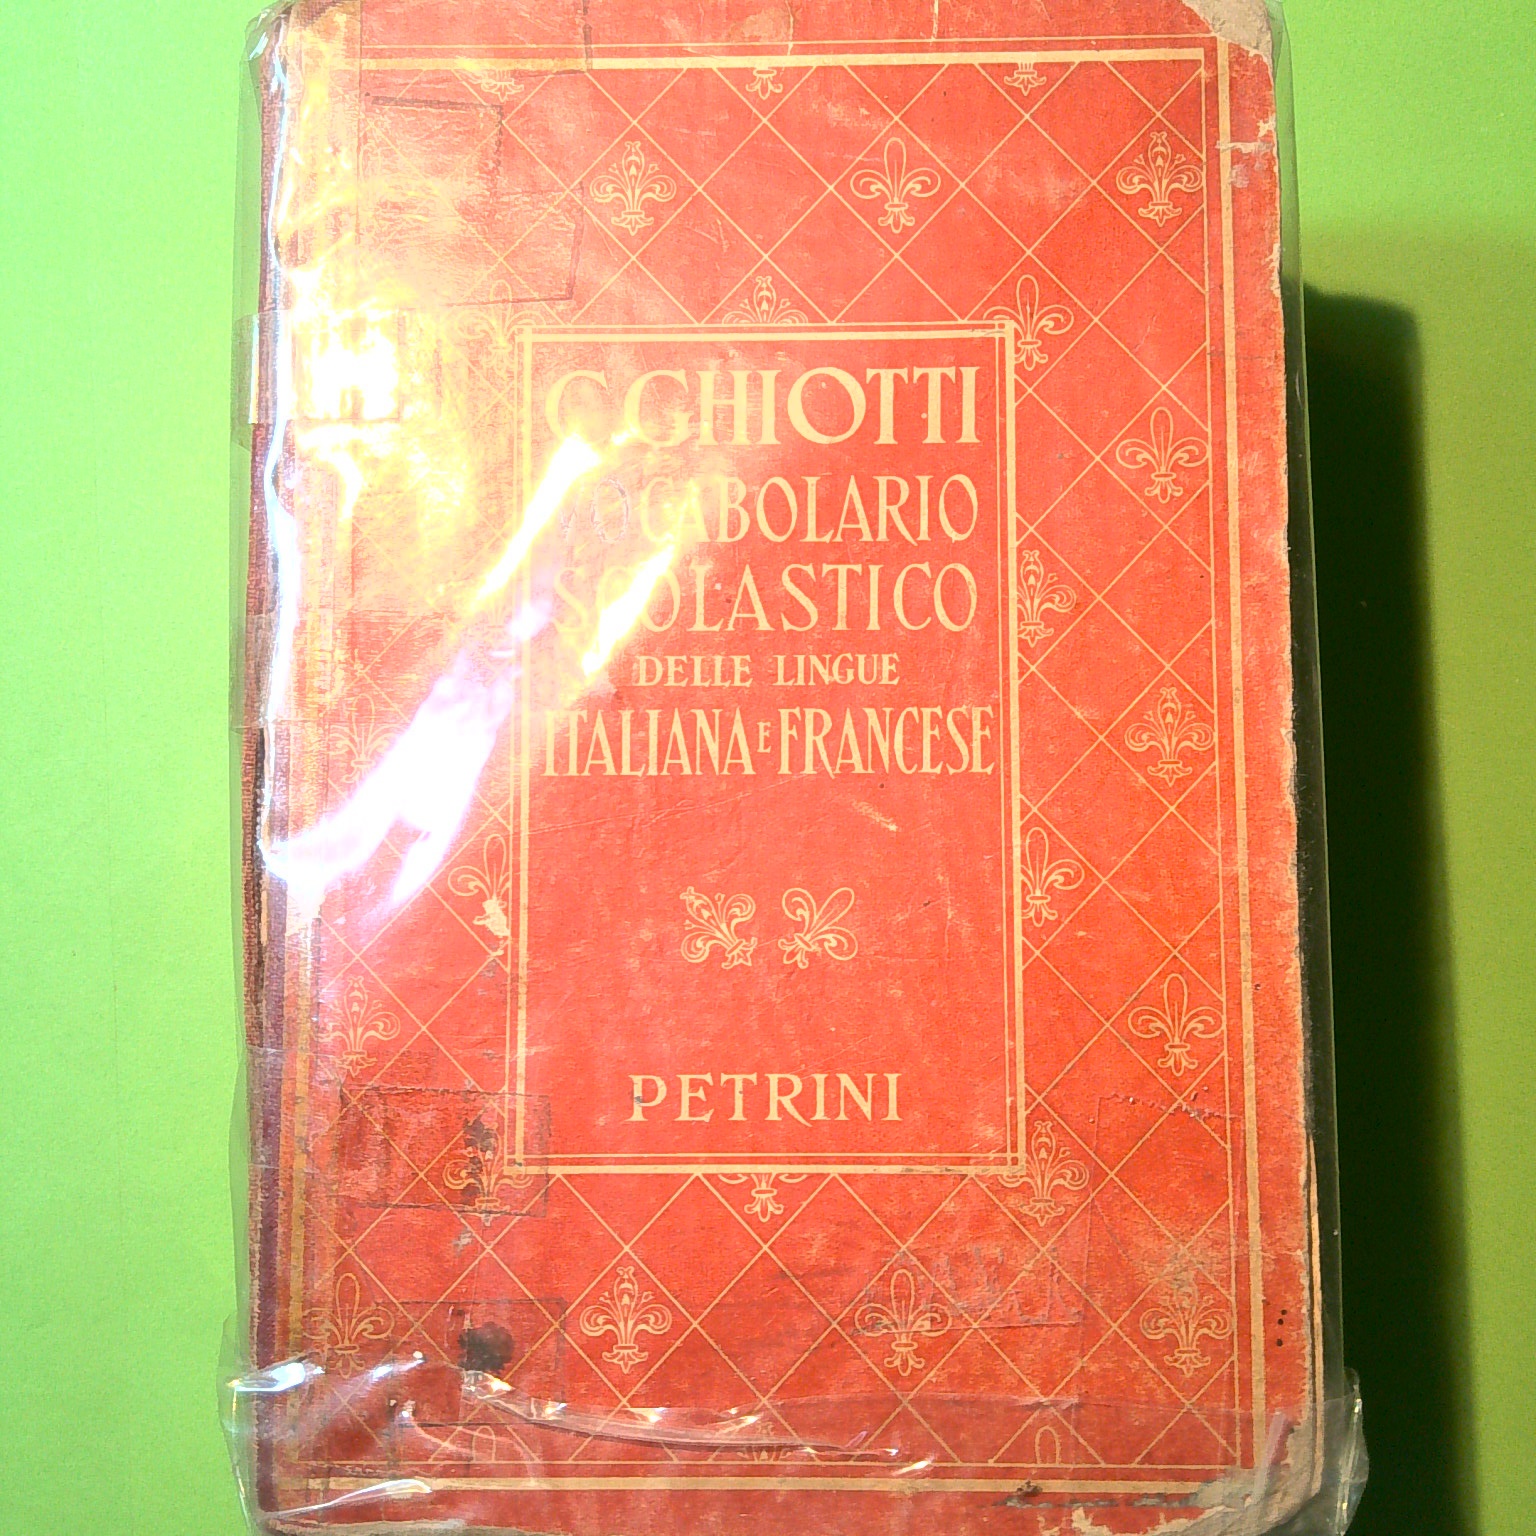 C. GHIOTTI
VOCABOLARIO
SCOLASTICO
DELLE LINGUE
ITALIANA E FRANCESE
PETRINI